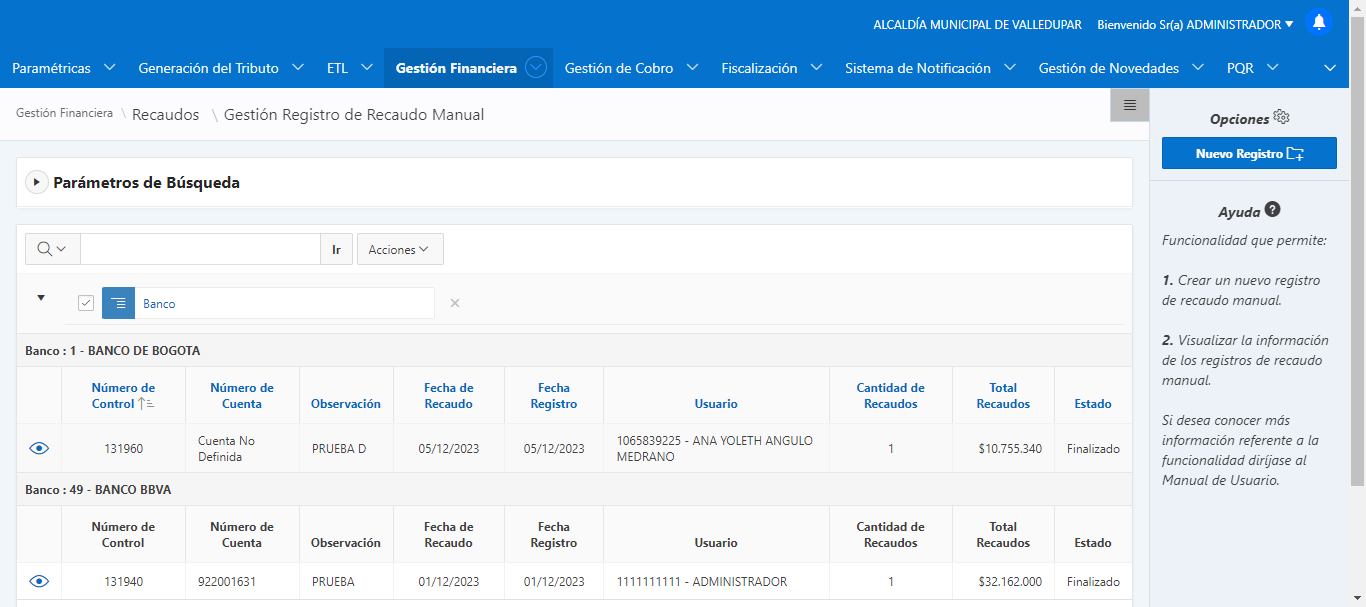 ALCALDÍA MUNICIPAL DE VALLEDUPAR Bienvenido Sr(a) ADMINISTRADOR
Paramétricas Generación del Tributo ETL Gestión Financiera Gestión de Cobro Fiscalización Sistema de Notificación Gestión de Novedades PQR
Gestión Financiera \ Recaudos \ Gestión Registro de Recaudo Manual
Parámetros de Búsqueda
Ir Acciones
Banco
Banco : 1 - BANCO DE BOGOTA
Número de Control Número de Cuenta Observación Fecha de Recaudo Fecha Registro Usuario Cantidad de Recaudos Total Recaudos Estado
131960 Cuenta No Definida PRUEBA D 05/12/2023 05/12/2023 1065839225 - ANA YOLETH ANGULO MEDRANO 1 $10.755.340 Finalizado
Banco : 49 - BANCO BBVA
Número de Control Número de Cuenta Observación Fecha de Recaudo Fecha Registro Usuario Cantidad de Recaudos Total Recaudos Estado
131940 922001631 PRUEBA 01/12/2023 01/12/2023 1111111111 - ADMINISTRADOR 1 $32.162.000 Finalizado
Opciones
Nuevo Registro
Ayuda ?
Funcionalidad que permite:
1. Crear un nuevo registro
de recaudo manual.
2. Visualizar la información
de los registros de recaudo
manual.
Si desea conocer más
información referente a la
funcionalidad diríjase al
Manual de Usuario.